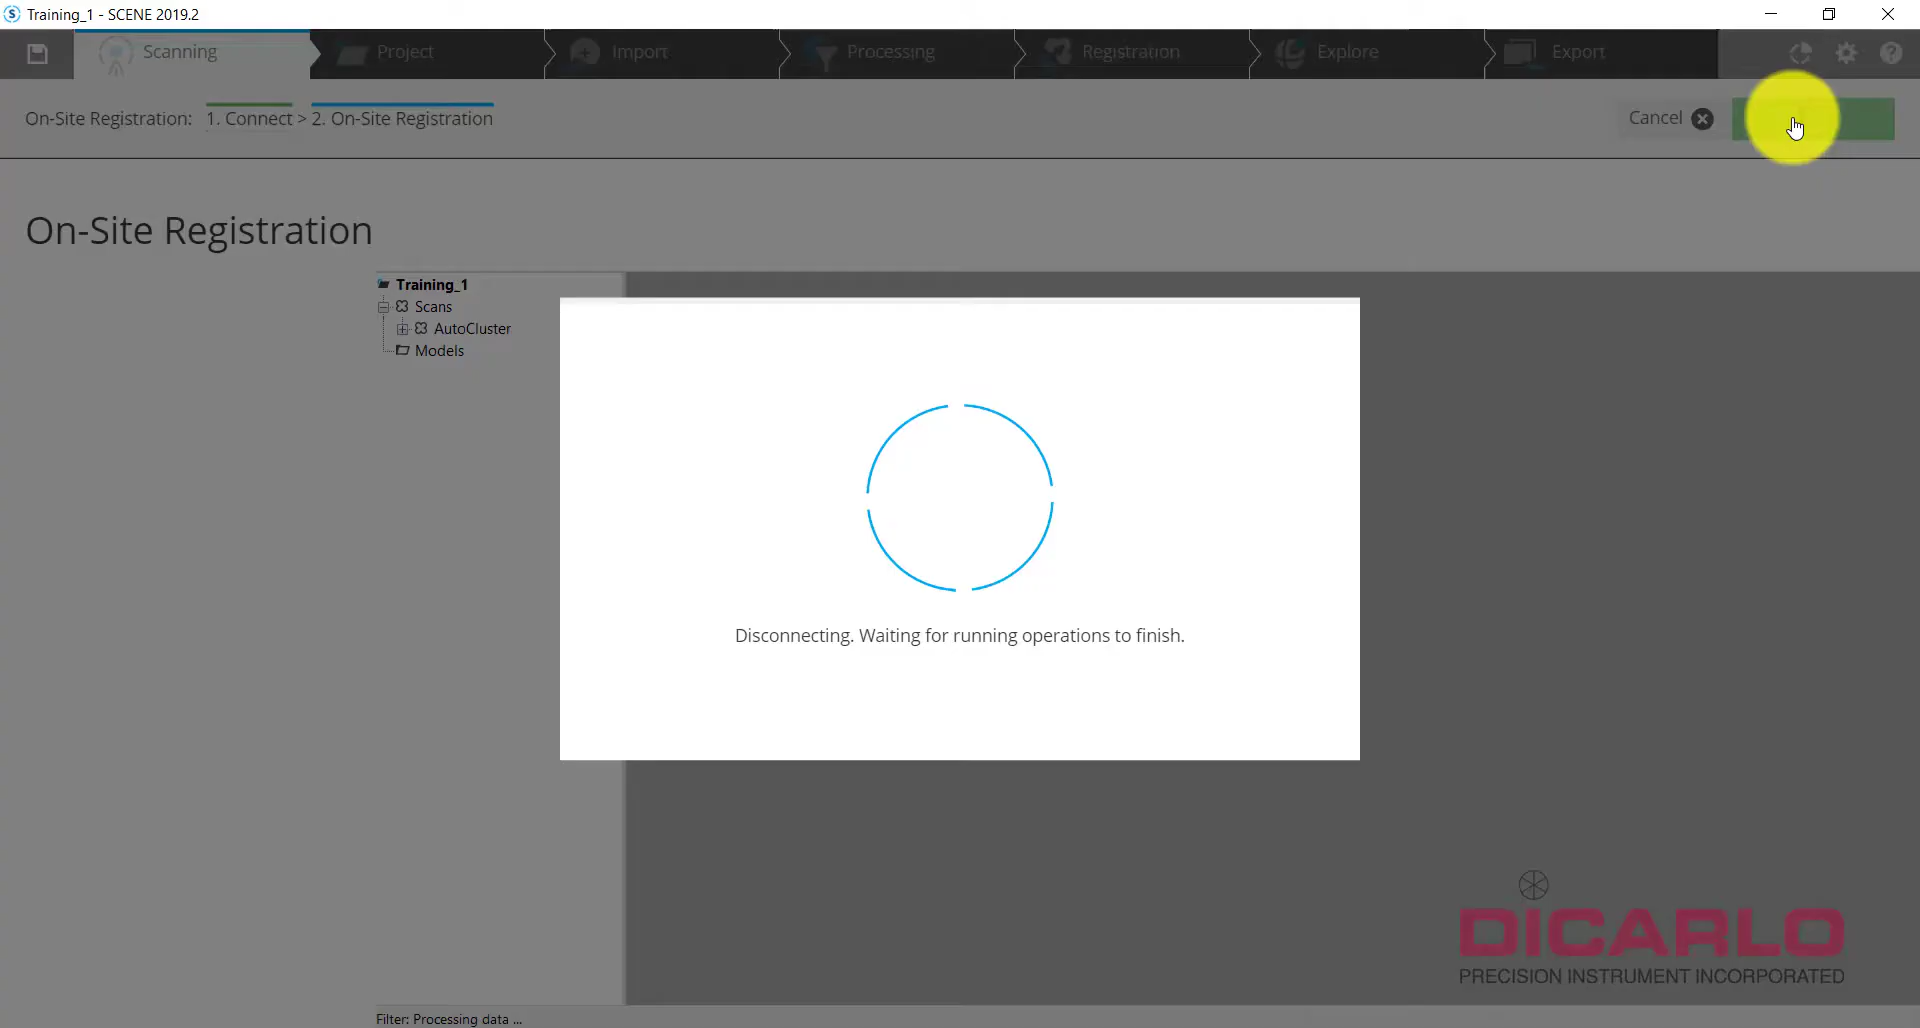 Training_1 - SCENE 2019.2
Scanning
Project
Import
Processing
Registration
Explore
Export
On-Site Registration: 1. Connect > 2. On-Site Registration
Cancel
On-Site Registration
Training_1
Scans
AutoCluster
Models
Disconnecting. Waiting for running operations to finish.
DICARLO
PRECISION INSTRUMENT INCORPORATED
Filter: Processing data ...